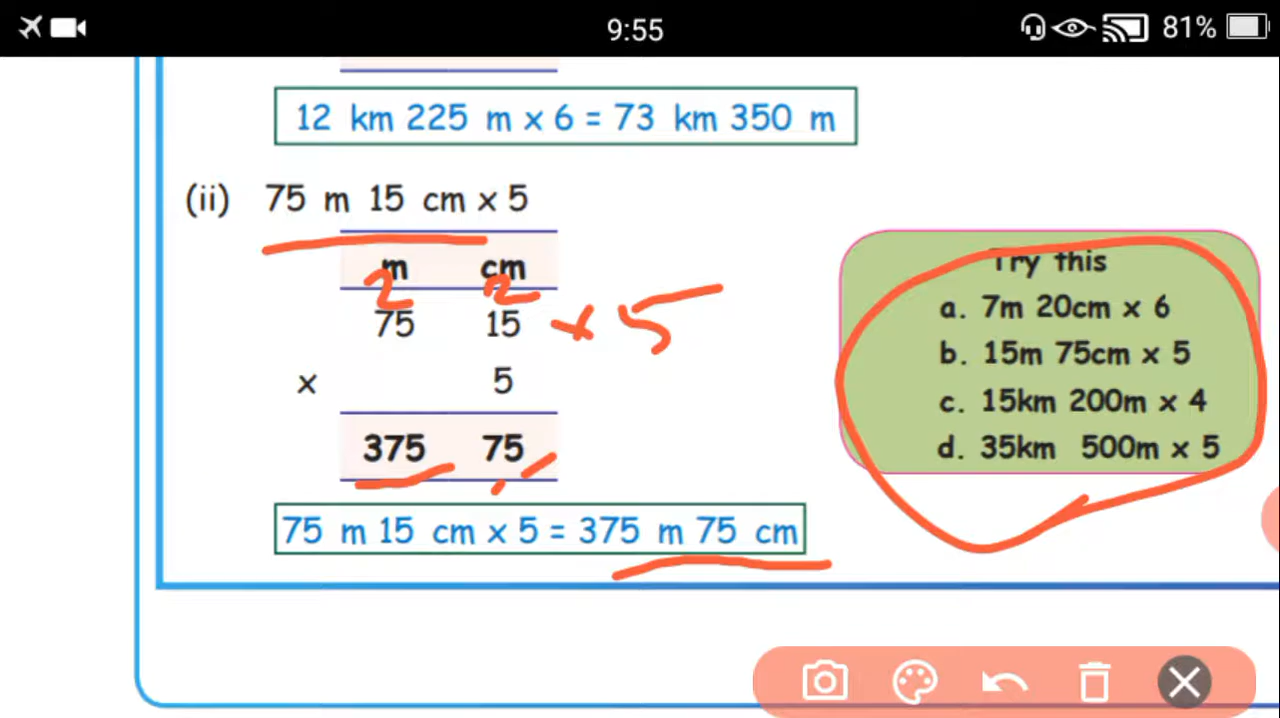 9:55
81%
12 km 225 m x 6 = 73 km 350 m
(ii) 75 m 15 cm x 5
m cm
2 2
75 15 x 5
x 5
375 75
75 m 15 cm x 5 = 375 m 75 cm
Try this
a. 7m 20cm x 6
b. 15m 75cm x 5
c. 15km 200m x 4
d. 35km 500m x 5